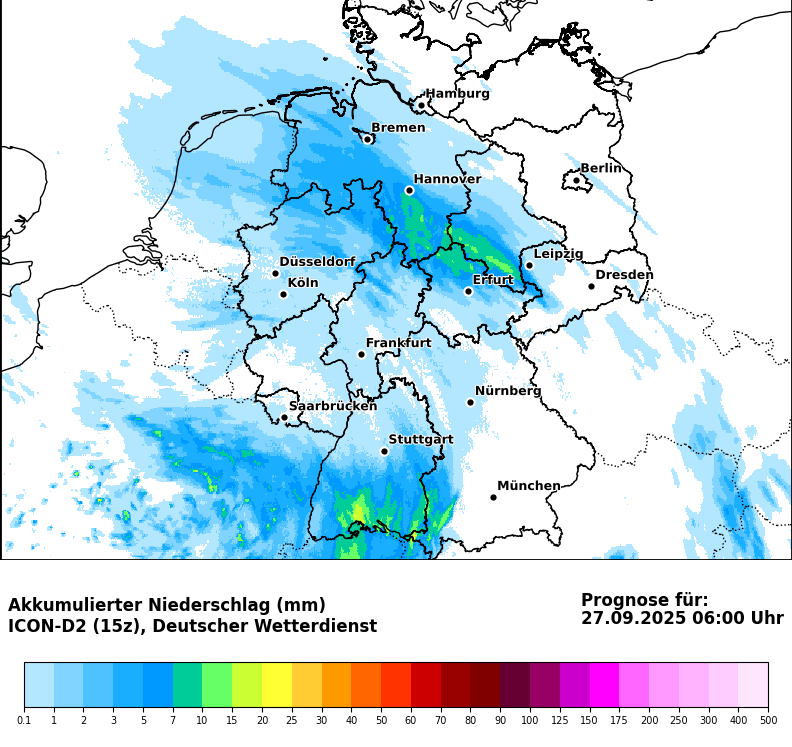 Hamburg
Bremen
Berlin
Hannover
Leipzig
Düsseldorf
Dresden
Köln
Erfurt
Frankfurt
Nürnberg
Saarbrücken
Stuttgart
München
Akkumulierter Niederschlag (mm)
ICON-D2 (15z), Deutscher Wetterdienst
Prognose für:
27.09.2025 06:00 Uhr
0.1 1 2 3 5 7 10 15 20 25 30 40 50 60 70 80 90 100 125 150 175 200 250 300 400 500